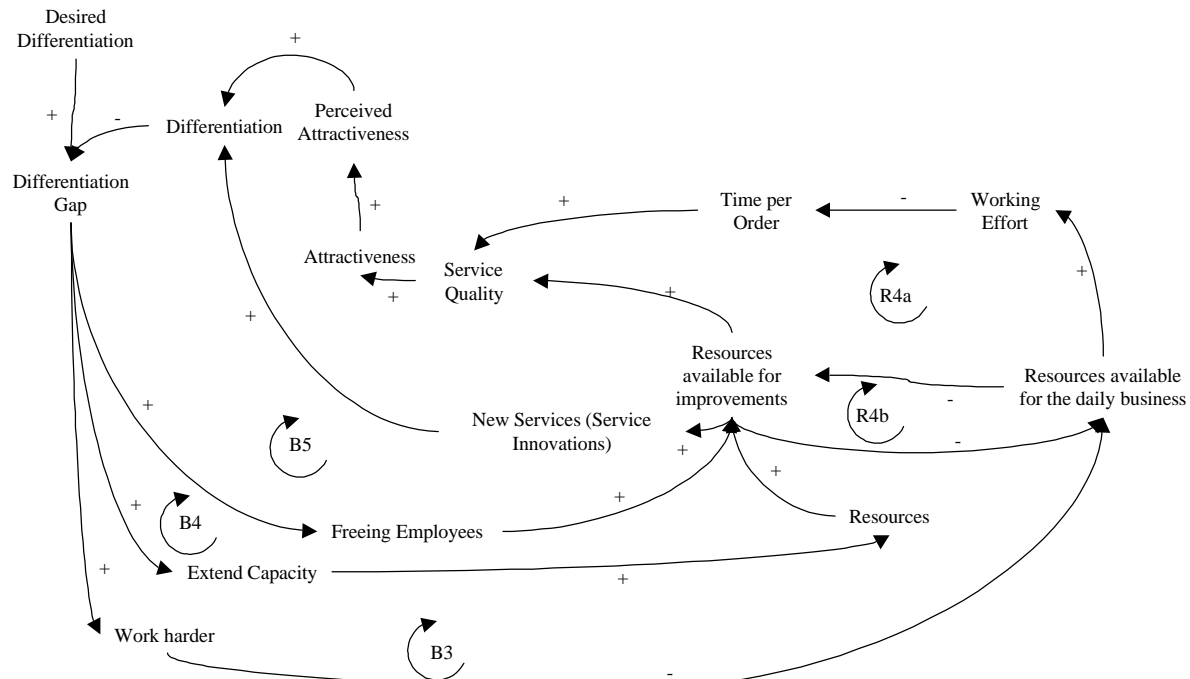 Desired
Differentiation
+
+
-
Differentiation
Perceived
Attractiveness
Differentiation
Gap
+
+
Time per
Order
-
Working
Effort
Attractiveness
+
Service
Quality
+
+
R4a
+
+
Resources
available for
improvements
Resources available
for the daily business
-
R4b
+
New Services (Service
Innovations)
B5
+
-
+
+
+
B4
Freeing Employees
Resources
Extend Capacity
+
+
Work harder
B3
-